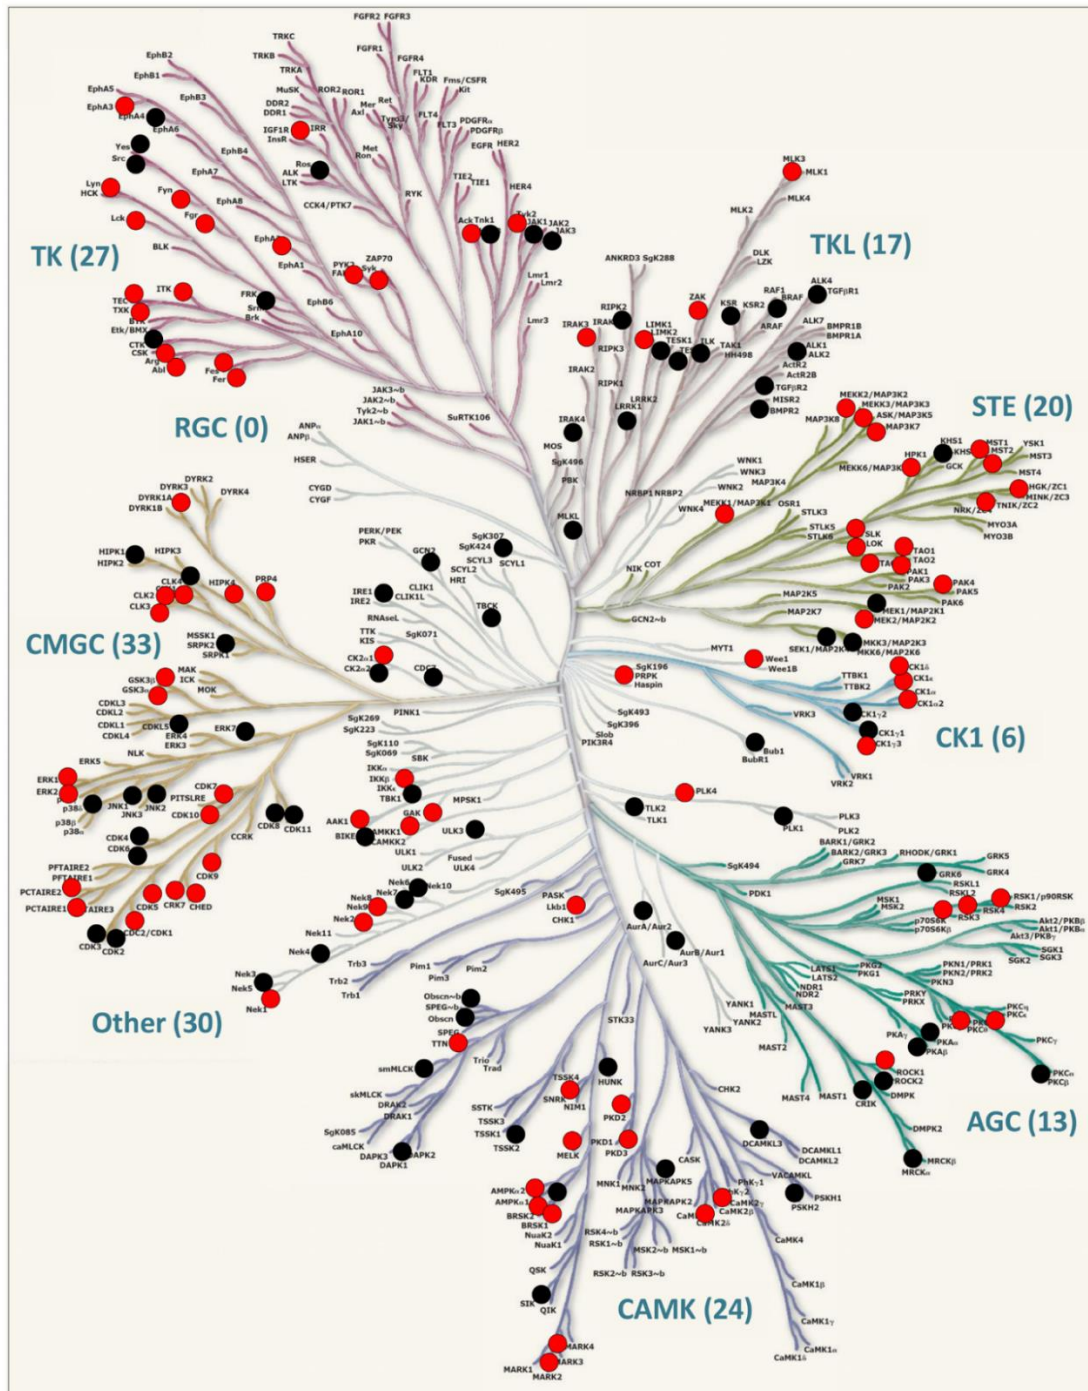 FGFR2 FGFR3
TRKC
FGFR1
FGFR4
EphB2
TRKB
FLT1
EphB1
TRKA
KDR
Fms/CSFR
Kit
EphA5
EphB3
MuSK
ROR2
ROR1
Mer
Ret
EphA3
DDR2
Axl
EphA4
DDR1
FLT4
FLT3
PDGFRα
PDGFRβ
IGF1R
IRR
EphA6
InsR
EGFR
HER2
Yes
EphB4
Met
Ron
Src
Ros
TIE2
TIE1
MLK3
MLK1
EphA7
ALK
LTK
HER4
Lyn
HCK
Fyn
RYK
MLK4
EphA8
CCK4/PTK7
MLK2
Lck
Fgr
Ack
Tnk1
Tyk2
JAK1
JAK2
JAK3
TKL (17)
BLK
TK (27)
DLK
LZK
ZAP70
Syk
PYK2
ANKRD3
SgK288
EphA1
Lmr1
Lmr2
ALK4
TGFβR1
ITK
FRK
EphB6
RAF1
BRAF
TEC
TXK
Brk
RIPK2
ZAK
KSR
KSR2
Etk/BMX
Lmr3
IRAK3
LIMK1
LIMK2
ARAF
ALK7
BMPR1B
BMPR1A
CTK
CSK
EphA10
RIPK3
TESK1
ILK
TAK1
HH498
ALK1
ALK2
Arg
Abl
Fes
Fer
IRAK2
ActR2
ActR2B
RIPK1
LRRK2
TGFβR2
JAK3~b
JAK2~b
Tyk2~b
JAK1~b
LRRK1
MISR2
BMPR2
MEKK2/MAP3K2
MEKK3/MAP3K3
ASK/MAP3K5
MAP3K8
MAP3K7
STE (20)
SuRTK106
RGC (0)
ANPα
ANPβ
IRAK4
KHS1
MST1
MST2
YSK1
MST3
HSER
MOS
SgK496
WNK1
WNK3
HPK1
GCK
MST4
CYGD
CYGF
PBK
NRBP1
NRBP2
WNK2
WNK4
MAP3K4
HGK/ZC1
MINK/ZC3
TNIK/ZC2
DYRK2
DYRK1A
DYRK4
DYRK1B
MEKK1/MAP3K1
OSR1
MLKL
STLK3
STLK5
STLK6
SLK
LOK
MYO3A
MYO3B
PERK/PEK
PKR
GCN2
SgK307
SgK424
SCYL3
SCYL2
SCYL1
HIPK1
HIPK3
HIPK2
TAO1
TAO2
CLK4
HIPK4
PRP4
CLK2
CLK3
IRE1
IRE2
CLIK1
CLIK1L
HRI
NIK
COT
PAK1
PAK3
PAK2
PAK4
PAK5
PAK6
MAP2K5
TBCK
RNAseL
MAP2K7
MEK1/MAP2K1
MEK2/MAP2K2
GCN2~b
CMGC (33)
MSSK1
SRPK2
SRPK1
TTK
KIS
SgK071
MKK3/MAP2K3
MKK6/MAP2K6
MYT1
CK2α1
CK2α2
Wee1
Wee1B
MAK
ICK
GSK3β
GSK3α
MOK
SgK196
PRPK
Haspin
TTBK1
TTBK2
CK1δ
CK1ε
CK1α
CK1α2
CDKL3
CDKL2
CDKL1
CDKL4
CDKL5
ERK7
PINK1
SgK493
VRK3
CK1γ2
SgK269
SgK223
SgK396
Slob
ERK4
ERK3
PIK3R4
CK1γ1
CK1γ3
CK1 (6)
NLK
SgK110
SgK069
SBK
Bub1
BubR1
VRK2
VRK1
ERK5
ERK1
ERK2
IKKα
IKKβ
IKKε
TBK1
CDK7
PITSLRE
PLK4
p38δ
p38β
p38α
JNK1
JNK2
JNK3
CDK10
MPSK1
GAK
TLK2
TLK1
PLK1
PLK3
PLK2
CDK8
CDK11
CDK4
CDK6
CCRK
AAK1
BIKE
CAMKK1
CAMKK2
ULK3
BARK1/GRK2
BARK2/GRK3
RHODK/GRK1
GRK7
GRK5
GRK4
GRK6
ULK1
Fused
ULK4
ULK2
PFTAIRE2
PFTAIRE1
CDK9
SgK494
PDK1
PCTAIRE2
PCTAIRE1
PCTAIRE3
CDK5
CRK7
CHED
CDC2/CDK1
Nek6
Nek7
Nek10
Nek8
Nek9
Nek2
SgK495
PASK
Lkb1
CHK1
RSKL1
RSKL2
MSK1
MSK2
RSK1/p90RSK
RSK4
RSK2
RSK3
p70S6K
p70S6Kβ
Akt2/PKBβ
Akt1/PKBα
Akt3/PKBγ
CDK3
CDK2
Nek11
AurA/Aur2
AurB/Aur1
AurC/Aur3
SGK1
SGK2
SGK3
Nek4
Nek3
Nek5
Nek1
Trb3
Trb2
Trb1
Pim1
Pim2
Pim3
LATS1
LATS2
NDR1
NDR2
PKG2
PKG1
PKN1/PRK1
PKN2/PRK2
PKN3
Other (30)
YANK1
YANK2
YANK3
MASTL
MAST3
PRKY
PRKX
PKCη
PKCε
Obscn~b
SPEG~b
Obscn
STK33
SPEG
TTN
MAST2
PKAγ
PKAα
PKAβ
PKCγ
smMLCK
Trio
Trad
TSSK4
HUNK
ROCK1
ROCK2
PKCα
PKCβ
skMLCK
SNRK
NIM1
CHK2
MAST4
MAST1
CRIK
DMPK
DRAK2
DRAK1
SSTK
PKD2
AGC (13)
SgK085
caMLCK
TSSK3
TSSK1
TSSK2
PKD1
PKD3
DCAMKL3
DCAMKL1
DCAMKL2
DMPK2
MELK
DAPK3
DAPK2
DAPK1
CASK
MRCKβ
MRCKα
MNK1
MNK2
MAPKAPK5
VACAMKL
PhKγ1
PhKγ2
AMPKα2
AMPKα1
MAPKAPK2
MAPKAPK3
CaMK2γ
CaMK2β
CaMK2δ
PSKH1
PSKH2
BRSK2
BRSK1
NuaK2
NuaK1
RSK4~b
RSK1~b
MSK2~b
MSK1~b
CaMK4
QSK
RSK2~b
RSK3~b
CaMK1β
SIK
QIK
CAMK (24)
CaMK1γ
MARK4
MARK3
MARK1
MARK2
CaMK1α
CaMK1δ